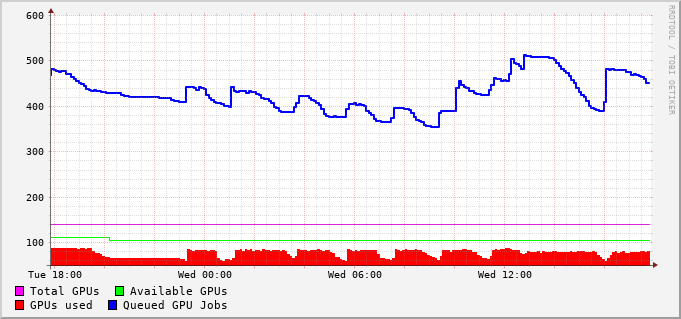 600
500
400
300
200
100
Tue 18:00 Wed 00:00 Wed 06:00 Wed 12:00
Total GPUs Available GPUs
GPUs used Queued GPU Jobs
RRDTOOL / TOBI OETIKER